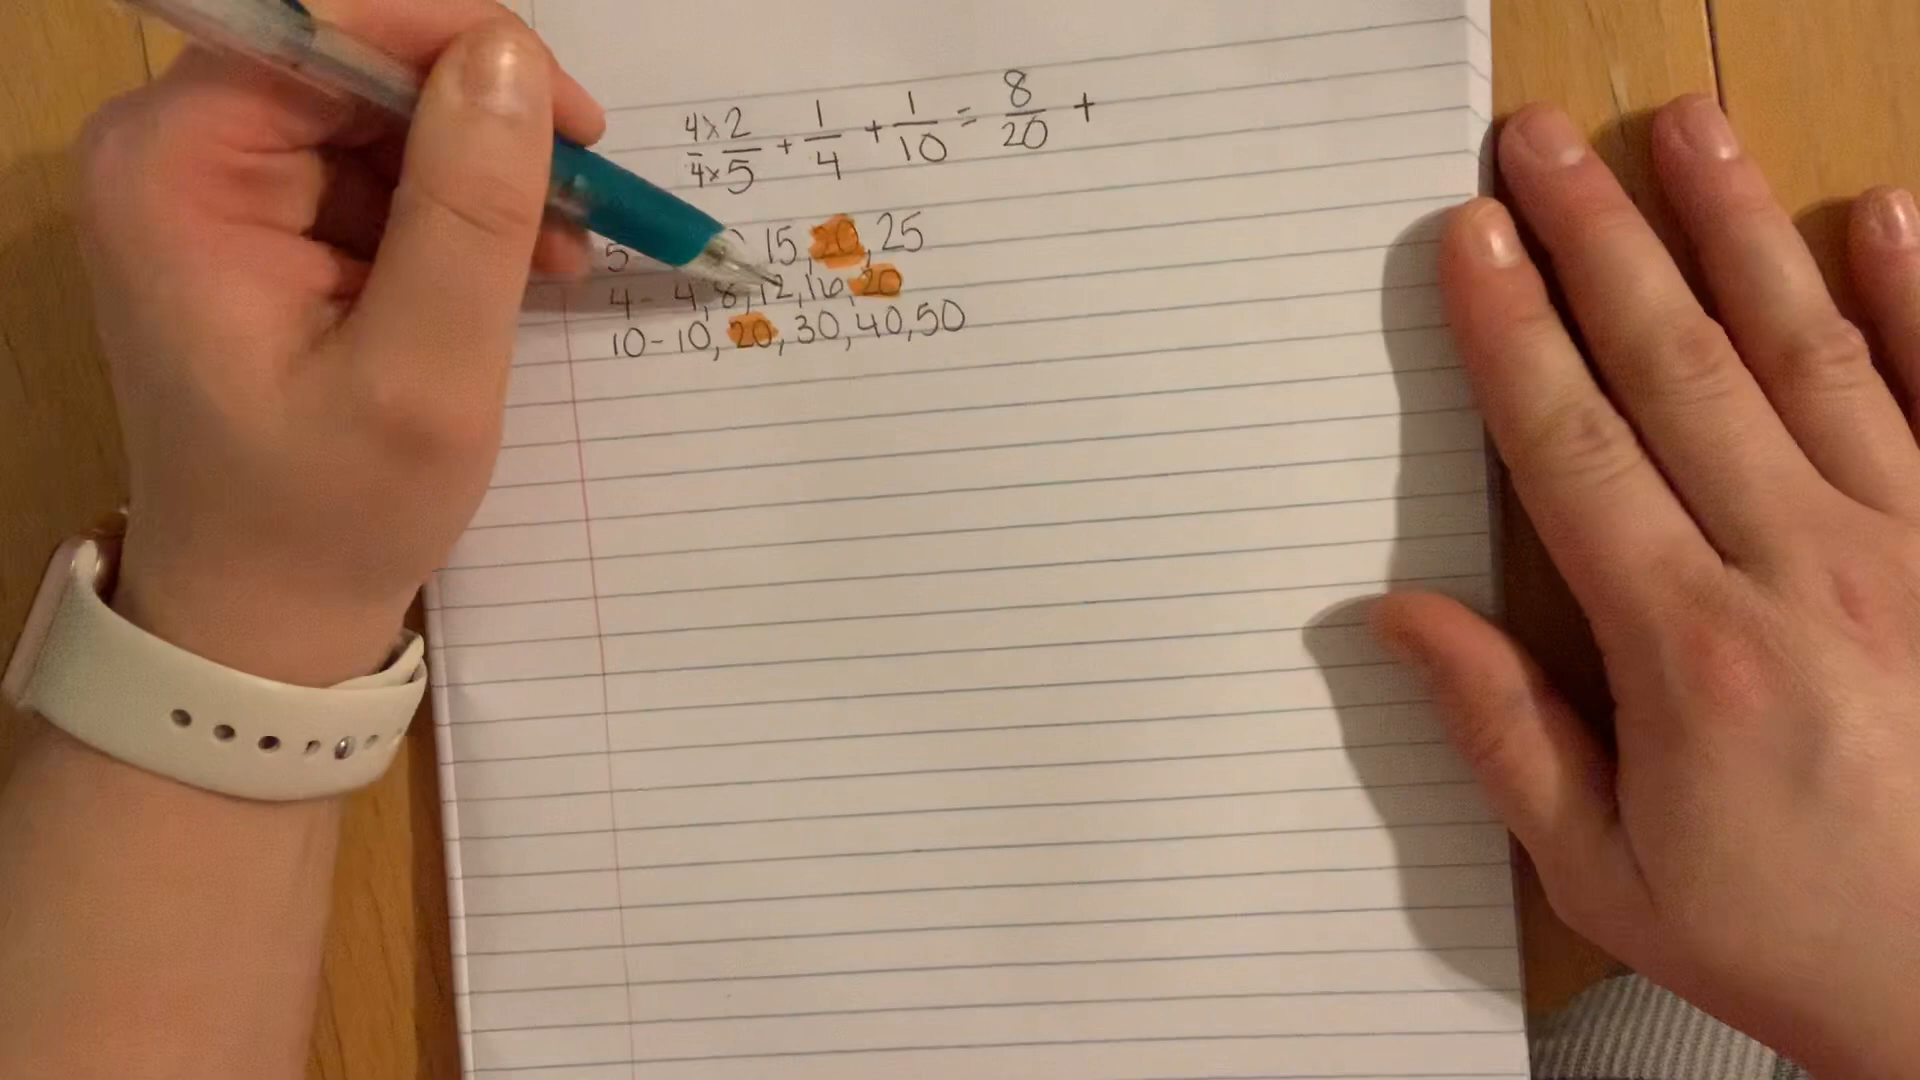 4 × 2/4 × 5 + 1/4 + 1/10 = 8/20 +
5 15, 20, 25
4 - 4, 8, 12, 16, 20
10 - 10, 20, 30, 40, 50